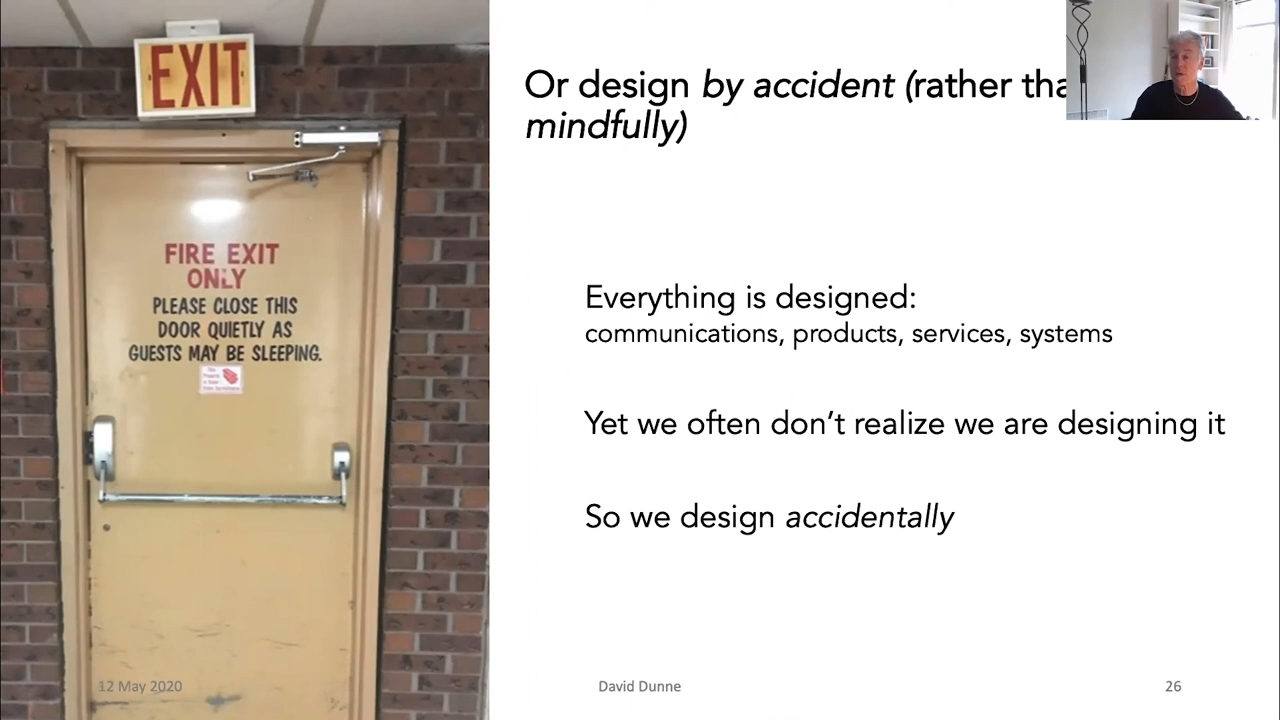 EXIT
FIRE EXIT
ONLY
PLEASE CLOSE THIS
DOOR QUIETLY AS
GUESTS MAY BE SLEEPING.
Or design by accident (rather tha
mindfully)
Everything is designed:
communications, products, services, systems
Yet we often don’t realize we are designing it
So we design accidentally
12 May 2020
David Dunne
26